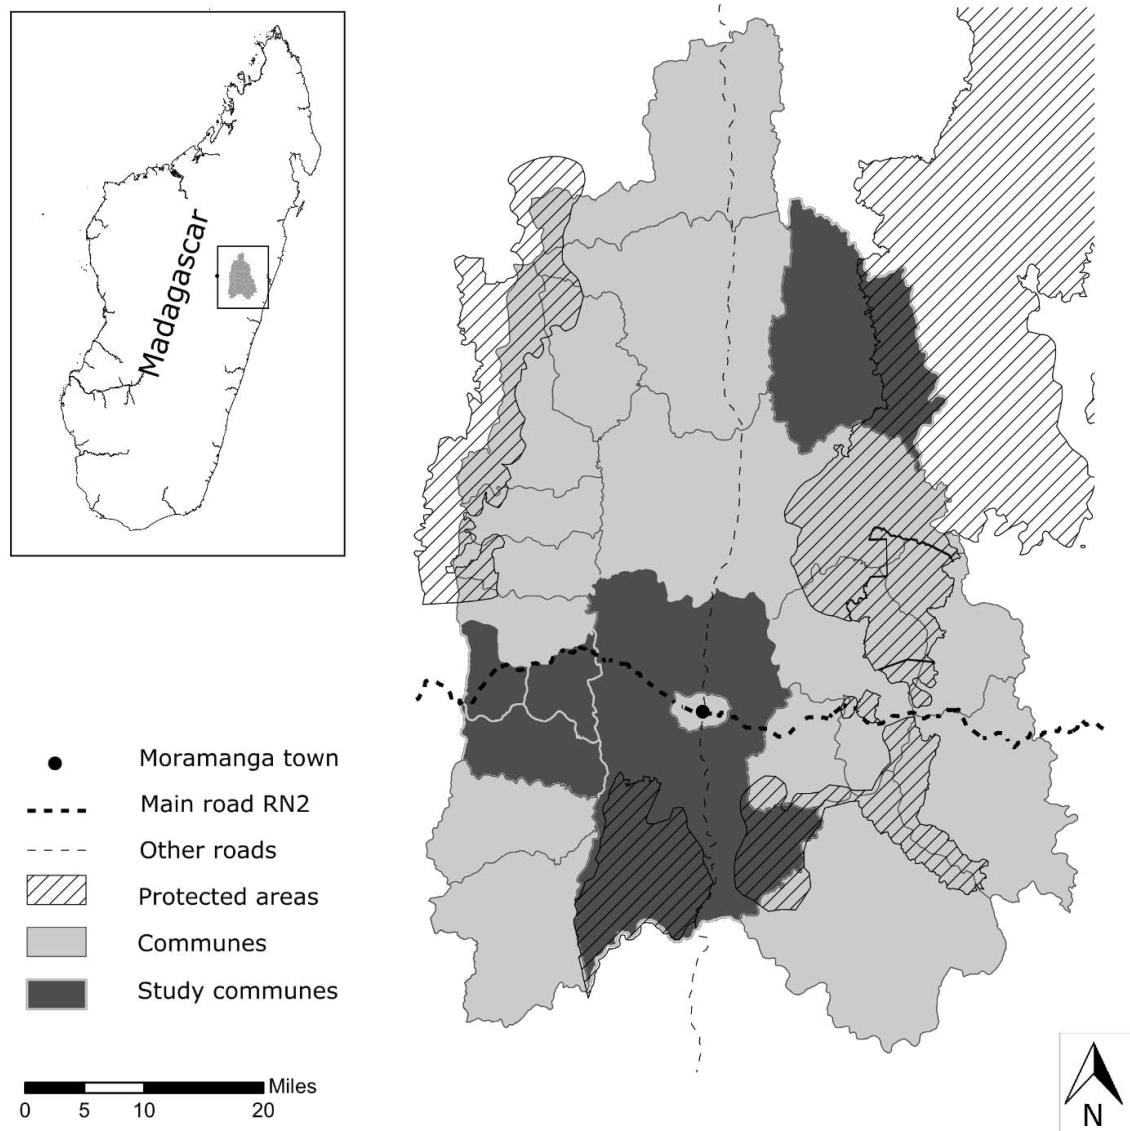 Madagascar
Moramanga town
Main road RN2
Other roads
Protected areas
Communes
Study communes
Miles
0 5 10 20
N